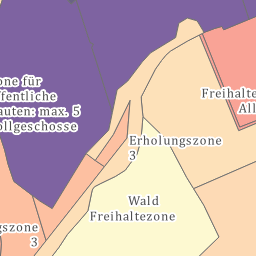 one für
ffentliche
auten: max. 5
ollgeschosse
Freihalte
All
Erholungszone
3
Wald
Freihaltezone
gszone
3